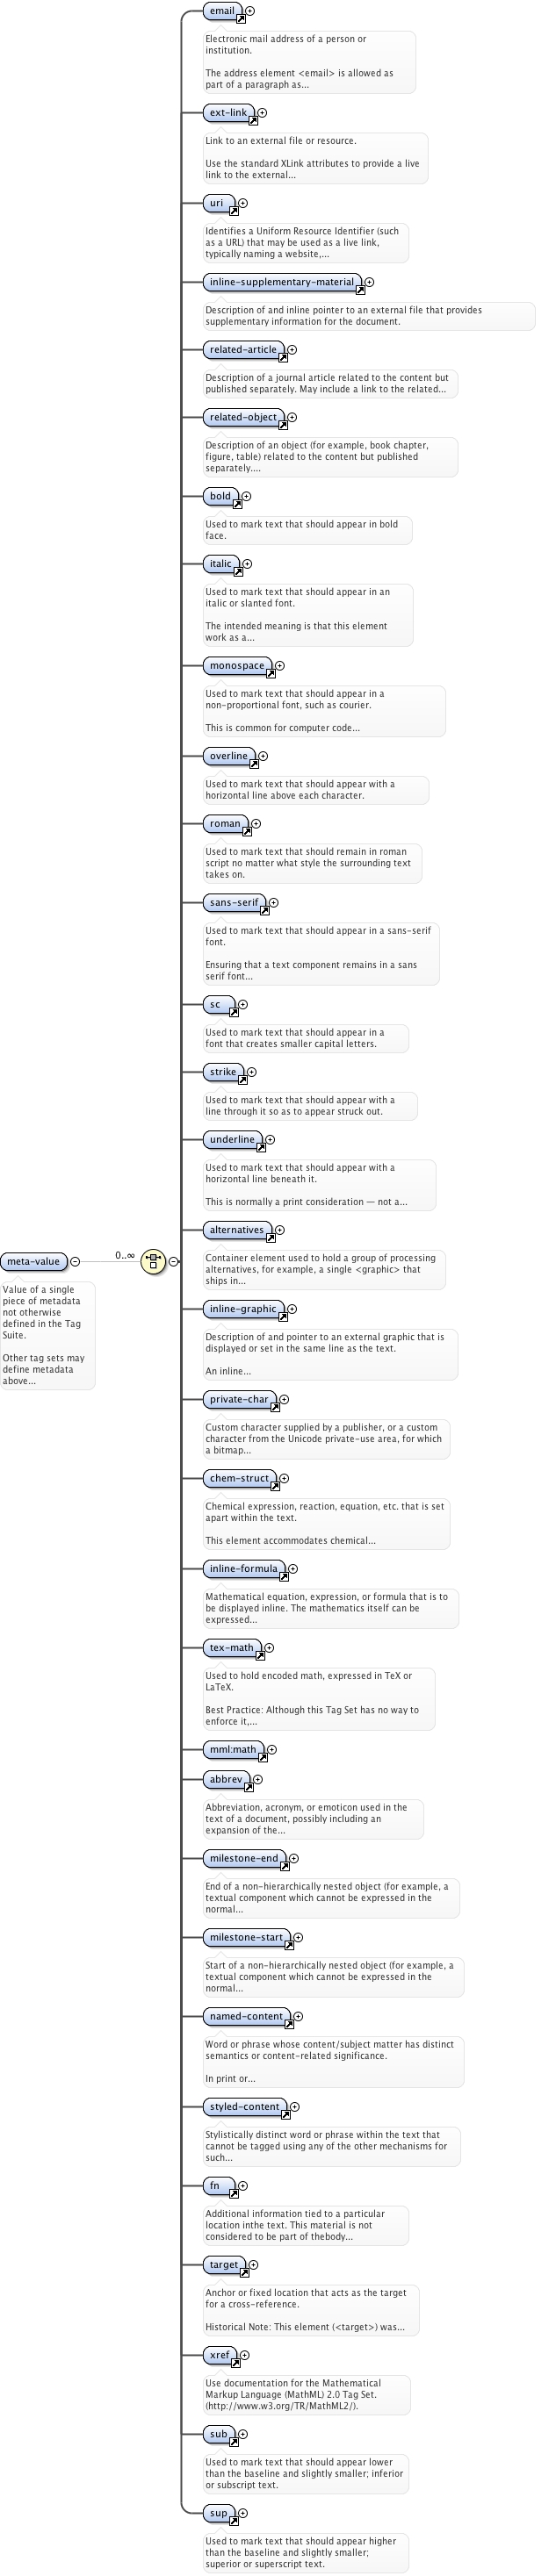 email
Electronic mail address of a person or
institution.
The address element <email> is allowed as
part of a paragraph as...
ext-link
Link to an external file or resource.
Use the standard XLink attributes to provide a live
link to the external...
uri
Identifies a Uniform Resource Identifier (such
as a URL) that may be used as a live link,
typically naming a website,...
inline-supplementary-material
Description of and inline pointer to an external file that provides
supplementary information for the document.
related-article
Description of a journal article related to the content but
published separately. May include a link to the related...
related-object
Description of an object (for example, book chapter,
figure, table) related to the content but published
separately....
bold
Used to mark text that should appear in bold
face.
italic
Used to mark text that should appear in an
italic or slanted font.
The intended meaning is that this element
work as a...
monospace
Used to mark text that should appear in a
non-proportional font, such as courier.
This is common for computer code...
overline
Used to mark text that should appear with a
horizontal line above each character.
roman
Used to mark text that should remain in roman
script no matter what style the surrounding text
takes on.
sans-serif
Used to mark text that should appear in a sans-serif
font.
Ensuring that a text component remains in a sans
serif font...
sc
Used to mark text that should appear in a
font that creates smaller capital letters.
strike
Used to mark text that should appear with a
line through it so as to appear struck out.
underline
Used to mark text that should appear with a
horizontal line beneath it.
This is normally a print consideration — not a...
meta-value
0..∞
Value of a single
piece of metadata
not otherwise
defined in the Tag
Suite.
Other tag sets may
define metadata
above...
alternatives
Container element used to hold a group of processing
alternatives, for example, a single <graphic> that
ships in...
inline-graphic
Description of and pointer to an external graphic that is
displayed or set in the same line as the text.
An inline...
private-char
Custom character supplied by a publisher, or a custom
character from the Unicode private-use area, for which
a bitmap...
chem-struct
Chemical expression, reaction, equation, etc. that is set
apart within the text.
This element accommodates chemical...
inline-formula
Mathematical equation, expression, or formula that is to
be displayed inline. The mathematics itself can be
expressed...
tex-math
Used to hold encoded math, expressed in TeX or
LaTeX.
Best Practice: Although this Tag Set has no way to
enforce it,...
mml:math
abbrev
Abbreviation, acronym, or emoticon used in the
text of a document, possibly including an
expansion of the...
milestone-end
End of a non-hierarchically nested object (for example, a
textual component which cannot be expressed in the
normal...
milestone-start
Start of a non-hierarchically nested object (for example, a
textual component which cannot be expressed in the
normal...
named-content
Word or phrase whose content/subject matter has distinct
semantics or content-related significance.
In print or...
styled-content
Stylistically distinct word or phrase within the text that
cannot be tagged using any of the other mechanisms for
such...
fn
Additional information tied to a particular
location inthe text. This material is not
considered to be part of thebody...
target
Anchor or fixed location that acts as the target
for a cross-reference.
Historical Note: This element (<target>) was...
xref
Use documentation for the Mathematical
Markup Language (MathML) 2.0 Tag Set.
(http://www.w3.org/TR/MathML2/).
sub
Used to mark text that should appear lower
than the baseline and slightly smaller; inferior
or subscript text.
sup
Used to mark text that should appear higher
than the baseline and slightly smaller;
superior or superscript text.